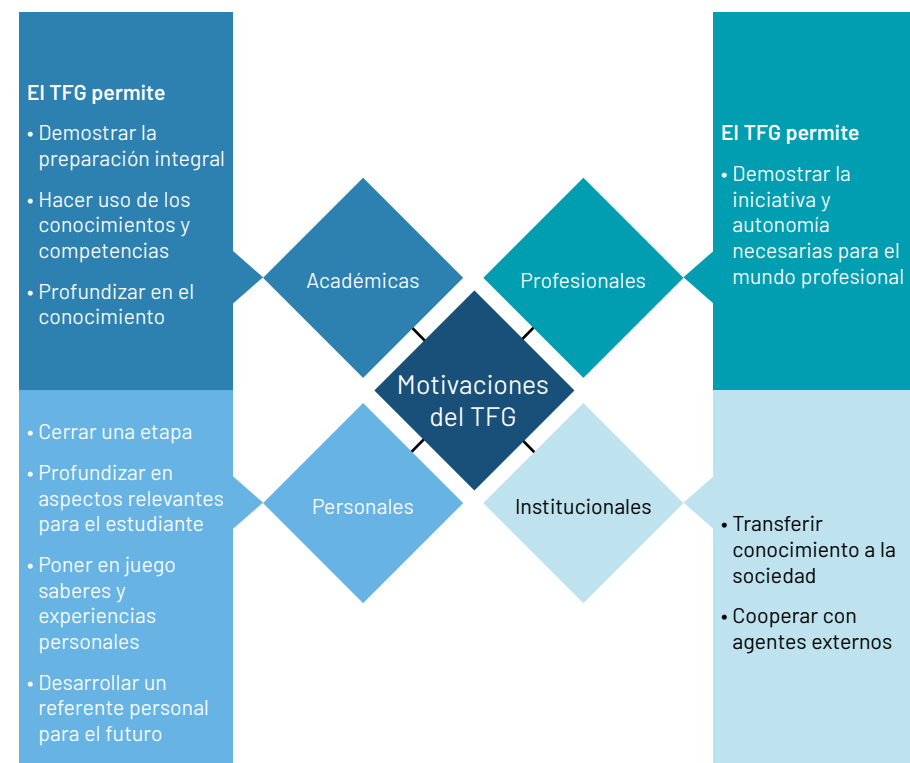 El TFG permite
• Demostrar la
preparación integral
• Hacer uso de los
conocimientos y
competencias
• Profundizar en el
conocimiento
Académicas
Profesionales
El TFG permite
• Demostrar la
iniciativa y
autonomía
necesarias para el
mundo profesional
Motivaciones
del TFG
• Cerrar una etapa
• Profundizar en
aspectos relevantes
para el estudiante
• Poner en juego
saberes y
experiencias
personales
• Desarrollar un
referente personal
para el futuro
Personales
Institucionales
• Transferir
conocimiento a la
sociedad
• Cooperar con
agentes externos